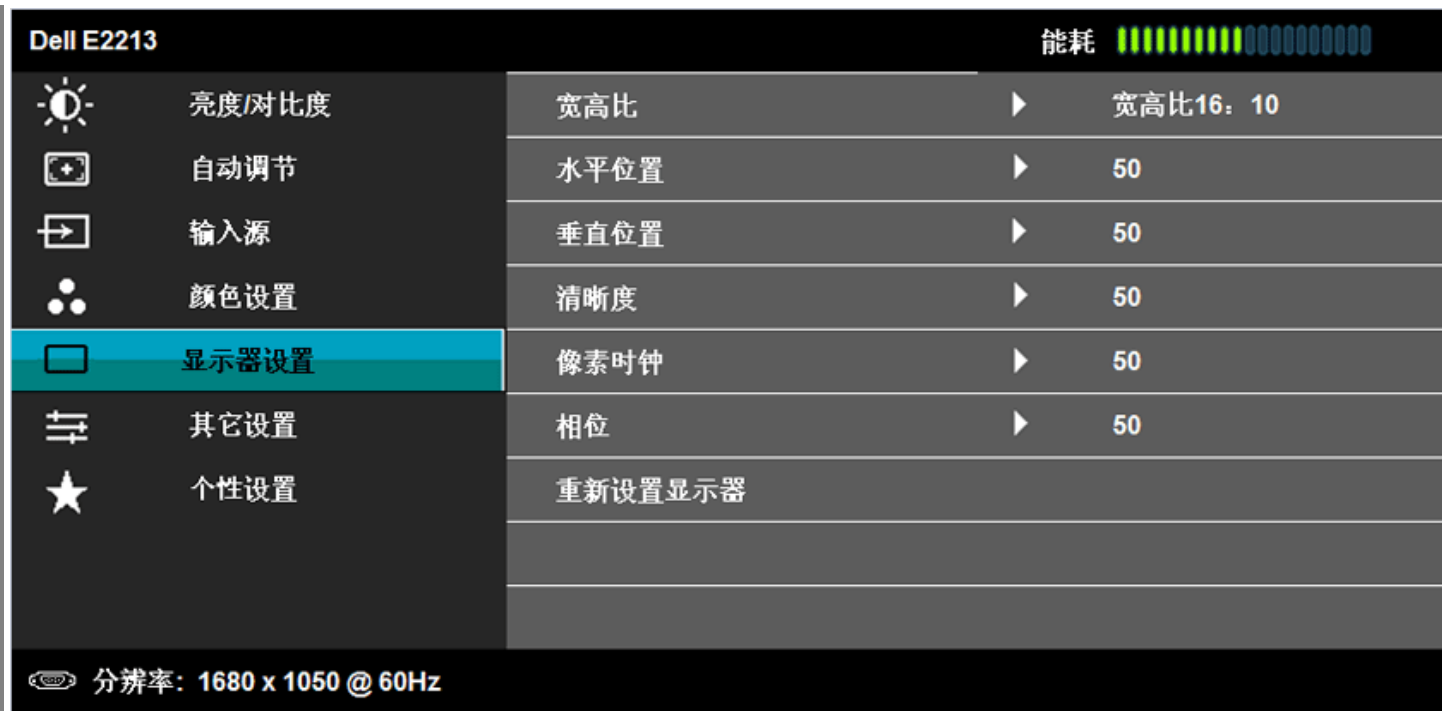 Dell E2213 能耗
亮度/对比度 宽高比 宽高比16：10
自动调节 水平位置 50
输入源 垂直位置 50
颜色设置 清晰度 50
显示器设置 像素时钟 50
其它设置 相位 50
个性设置 重新设置显示器
分辨率：1680 x 1050 @ 60Hz